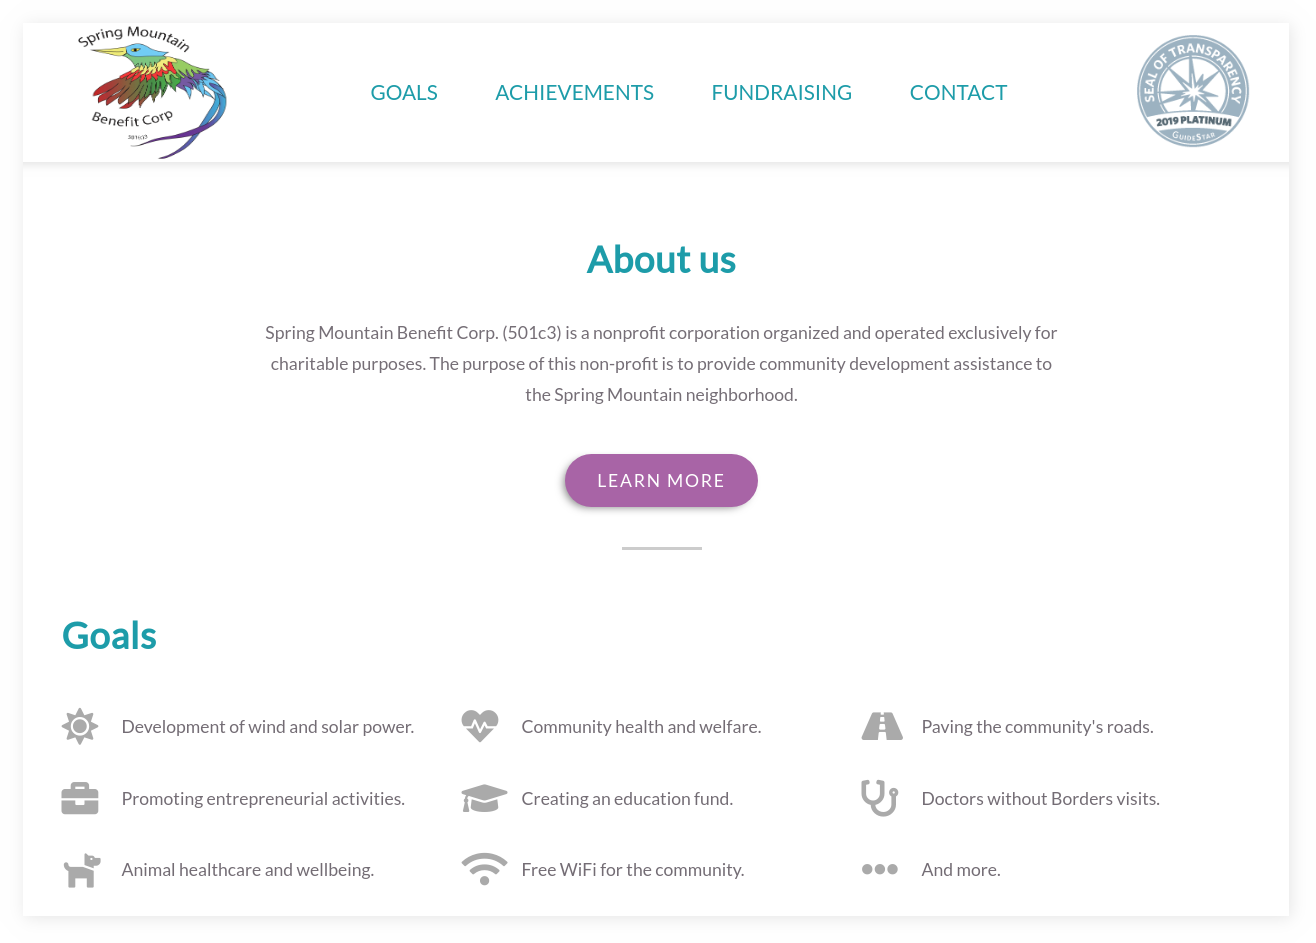 Spring Mountain
Benefit Corp
501(c)3
GOALS
ACHIEVEMENTS
FUNDRAISING
CONTACT
SEAL OF TRANSPARENCY
2019 PLATINUM
GUIDESTAR
About us
Spring Mountain Benefit Corp. (501c3) is a nonprofit corporation organized and operated exclusively for
charitable purposes. The purpose of this non-profit is to provide community development assistance to
the Spring Mountain neighborhood.
LEARN MORE
Goals
Development of wind and solar power.
Community health and welfare.
Paving the community's roads.
Promoting entrepreneurial activities.
Creating an education fund.
Doctors without Borders visits.
Animal healthcare and wellbeing.
Free WiFi for the community.
And more.